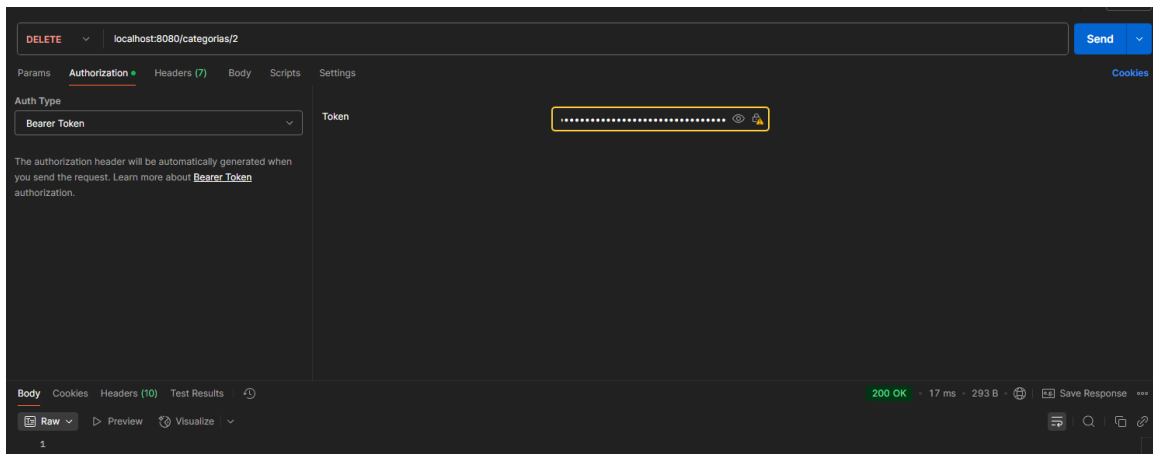 DELETE localhost:8080/categorias/2 Send
Params Authorization Headers (7) Body Scripts Settings Cookies
Auth Type
Bearer Token
Token
The authorization header will be automatically generated when
you send the request. Learn more about Bearer Token
authorization.
Body Cookies Headers (10) Test Results 200 OK 17 ms 293 B Save Response
Raw Preview Visualize
1